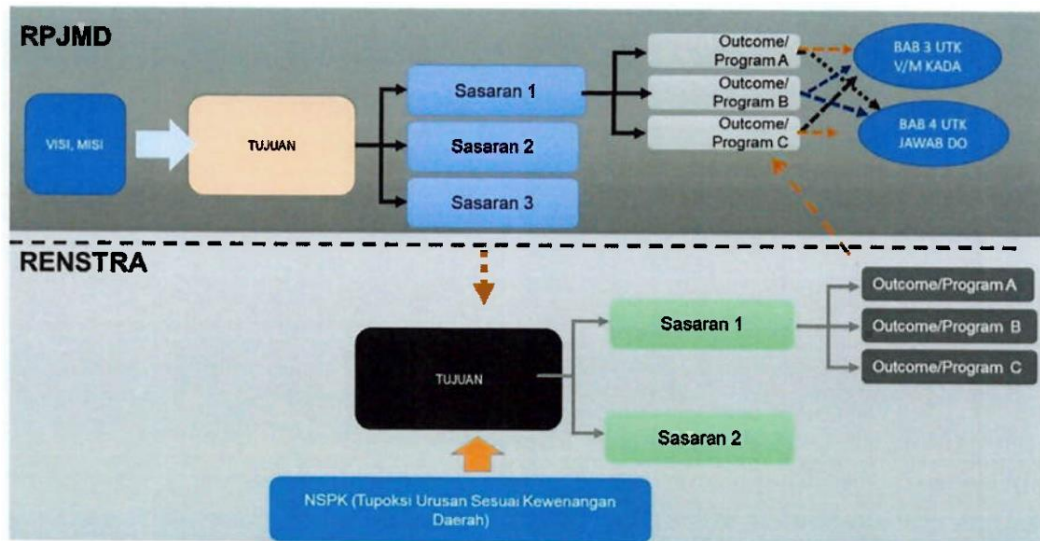 RPJMD
VISI, MISI
TUJUAN
Sasaran 1
Sasaran 2
Sasaran 3
Outcome/
Program A
Outcome/
Program B
Outcome/
Program C
BAB 3 UTK
V/M KADA
BAB 4 UTK
JAWAB DO
RENSTRA
TUJUAN
Sasaran 1
Sasaran 2
Outcome/Program A
Outcome/Program B
Outcome/Program C
NSPK (Tupoksi Urusan Sesuai Kewenangan
Daerah)